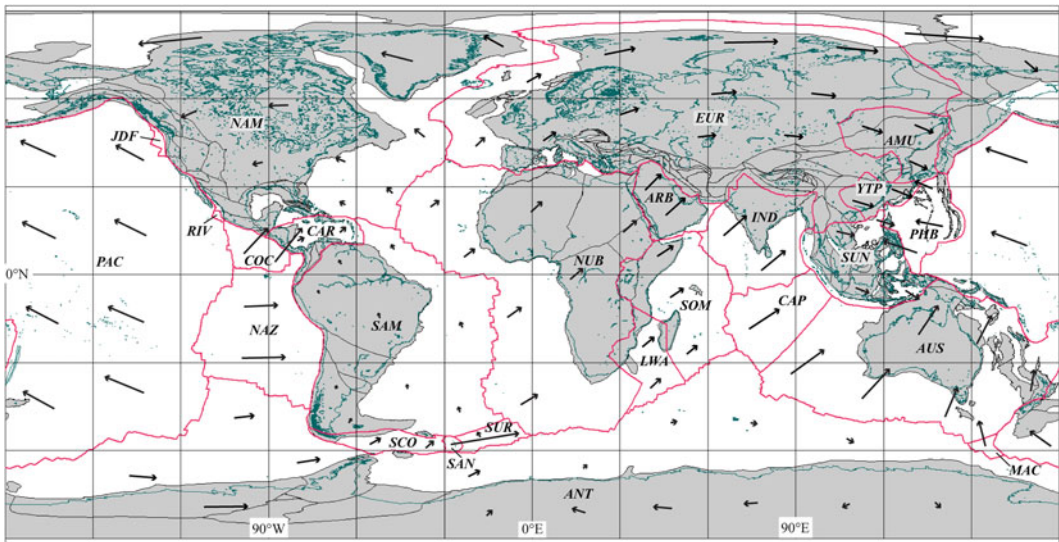 NAM
EUR
JDF
AMU
YTP
ARB
IND
RIV
CAR
PHB
COC
SUN
PAC
NUB
0°N
SOM
CAP
NAZ
SAM
AUS
LWA
SUR
SCO
SAN
MAC
ANT
90°W
0°E
90°E